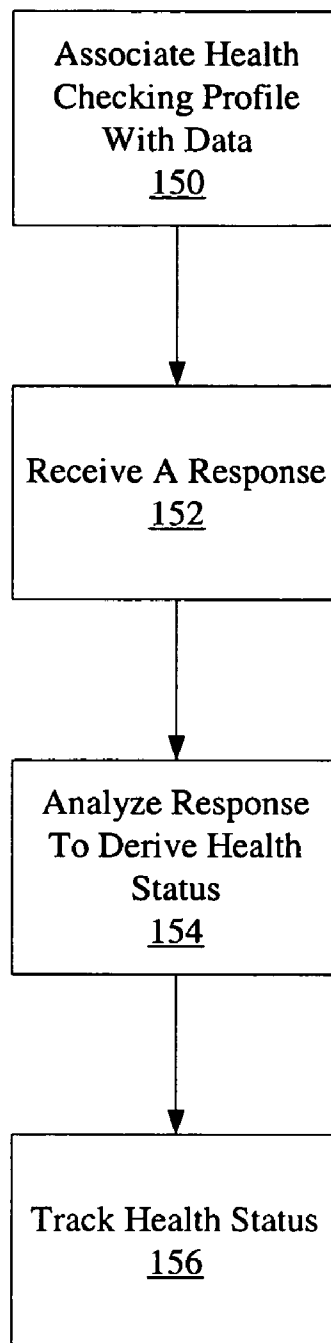 Associate Health
Checking Profile
With Data
150
Receive A Response
152
Analyze Response
To Derive Health
Status
154
Track Health Status
156